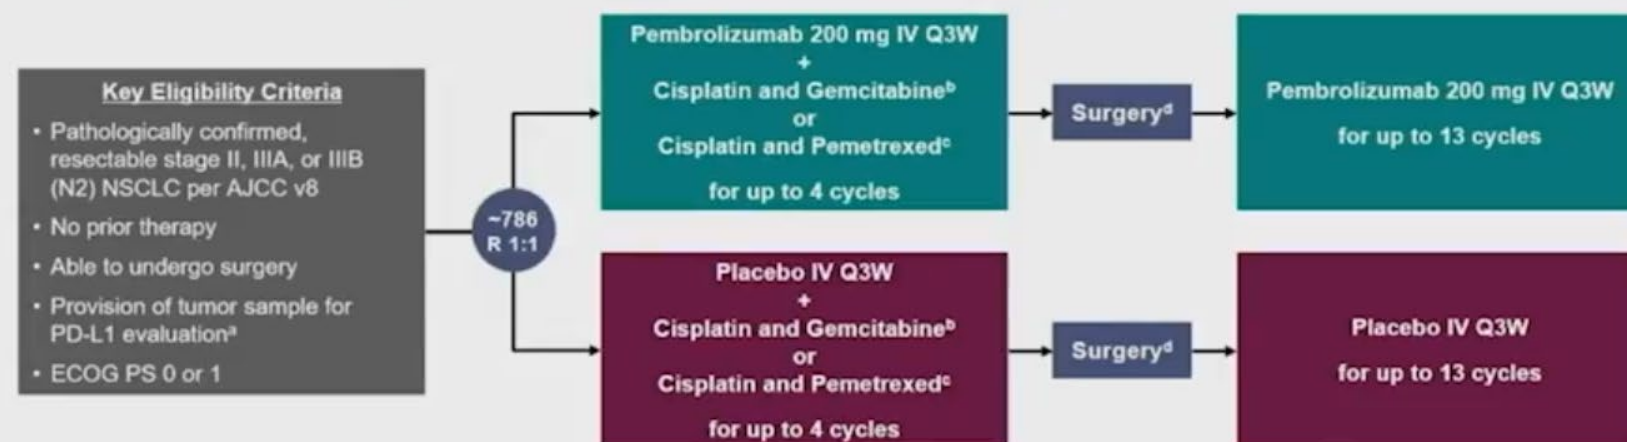 Key Eligibility Criteria
• Pathologically confirmed,
resectable stage II, IIIA, or IIIB
(N2) NSCLC per AJCC v8
• No prior therapy
• Able to undergo surgery
• Provision of tumor sample for
PD-L1 evaluationᵃ
• ECOG PS 0 or 1
~786
R 1:1
Pembrolizumab 200 mg IV Q3W
+
Cisplatin and Gemcitabineᵇ
or
Cisplatin and Pemetrexedᶜ
for up to 4 cycles
Surgeryᵈ
Pembrolizumab 200 mg IV Q3W
for up to 13 cycles
Placebo IV Q3W
+
Cisplatin and Gemcitabineᵇ
or
Cisplatin and Pemetrexedᶜ
for up to 4 cycles
Surgeryᵈ
Placebo IV Q3W
for up to 13 cycles